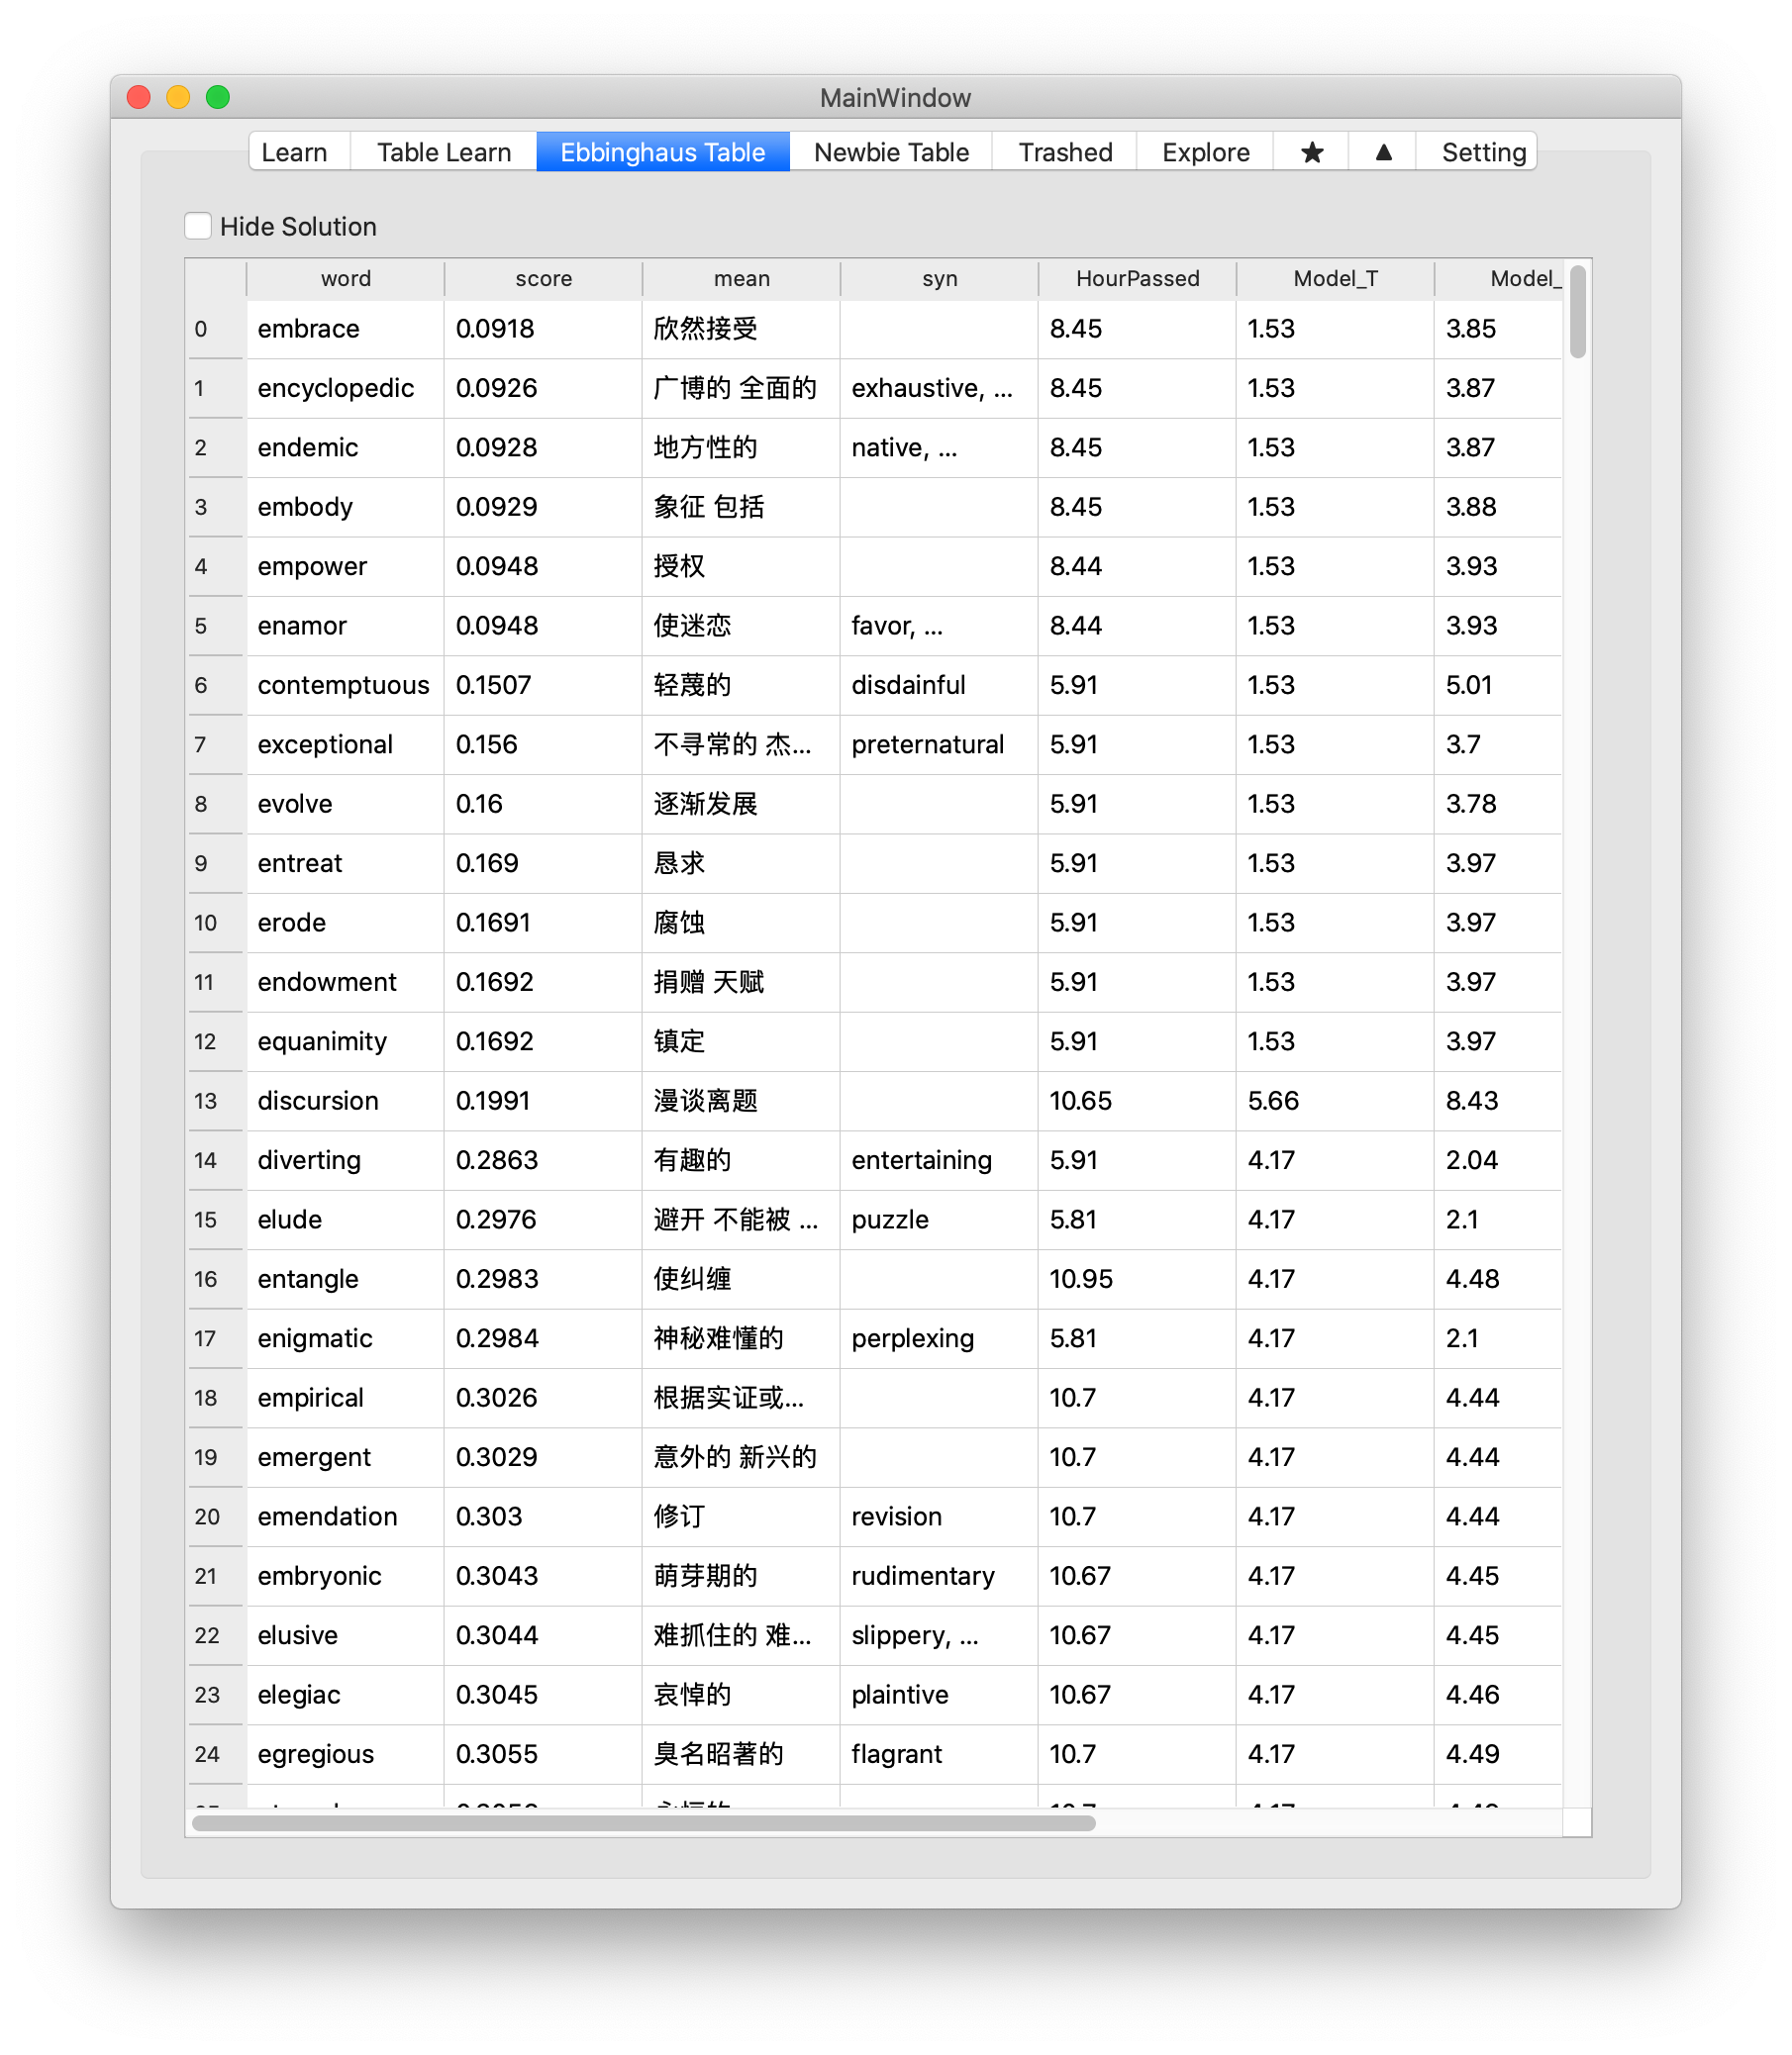 MainWindow
Learn Table Learn Ebbinghaus Table Newbie Table Trashed Explore ★ ▲ Setting
Hide Solution
word score mean syn HourPassed Model_T Model_
0 embrace 0.0918 欣然接受 8.45 1.53 3.85
1 encyclopedic 0.0926 广博的 全面的 exhaustive, ... 8.45 1.53 3.87
2 endemic 0.0928 地方性的 native, ... 8.45 1.53 3.87
3 embody 0.0929 象征 包括 8.45 1.53 3.88
4 empower 0.0948 授权 8.44 1.53 3.93
5 enamor 0.0948 使迷恋 favor, ... 8.44 1.53 3.93
6 contemptuous 0.1507 轻蔑的 disdainful 5.91 1.53 5.01
7 exceptional 0.156 不寻常的 杰... preternatural 5.91 1.53 3.7
8 evolve 0.16 逐渐发展 5.91 1.53 3.78
9 entreat 0.169 恳求 5.91 1.53 3.97
10 erode 0.1691 腐蚀 5.91 1.53 3.97
11 endowment 0.1692 捐赠 天赋 5.91 1.53 3.97
12 equanimity 0.1692 镇定 5.91 1.53 3.97
13 discursion 0.1991 漫谈离题 10.65 5.66 8.43
14 diverting 0.2863 有趣的 entertaining 5.91 4.17 2.04
15 elude 0.2976 避开 不能被 ... puzzle 5.81 4.17 2.1
16 entangle 0.2983 使纠缠 10.95 4.17 4.48
17 enigmatic 0.2984 神秘难懂的 perplexing 5.81 4.17 2.1
18 empirical 0.3026 根据实证或... 10.7 4.17 4.44
19 emergent 0.3029 意外的 新兴的 10.7 4.17 4.44
20 emendation 0.303 修订 revision 10.7 4.17 4.44
21 embryonic 0.3043 萌芽期的 rudimentary 10.67 4.17 4.45
22 elusive 0.3044 难抓住的 难... slippery, ... 10.67 4.17 4.45
23 elegiac 0.3045 哀悼的 plaintive 10.67 4.17 4.46
24 egregious 0.3055 臭名昭著的 flagrant 10.7 4.17 4.49